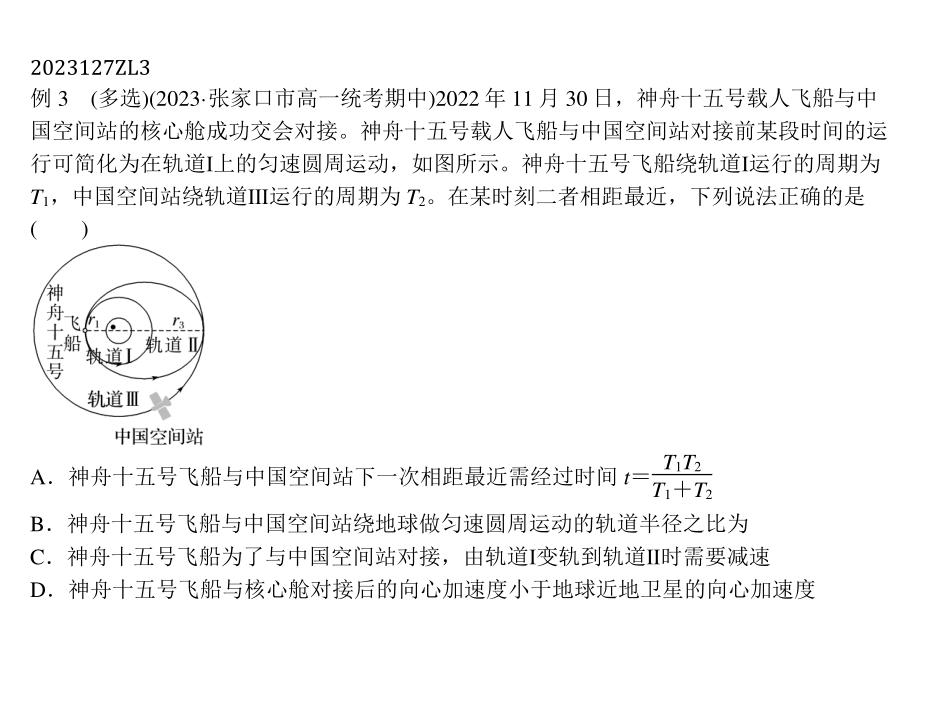 2023127ZL3
例 3　(多选)(2023·张家口市高一统考期中)2022 年 11 月 30 日，神舟十五号载人飞船与中
国空间站的核心舱成功交会对接。神舟十五号载人飞船与中国空间站对接前某段时间的运
行可简化为在轨道Ⅰ上的匀速圆周运动，如图所示。神舟十五号飞船绕轨道Ⅰ运行的周期为
T₁，中国空间站绕轨道Ⅲ运行的周期为 T₂。在某时刻二者相距最近，下列说法正确的是
(　　)
神舟十五号
飞船
r₁
r₃
轨道Ⅰ
轨道Ⅱ
轨道Ⅲ
中国空间站
A．神舟十五号飞船与中国空间站下一次相距最近需经过时间 t＝T₁T₂/T₁＋T₂
B．神舟十五号飞船与中国空间站绕地球做匀速圆周运动的轨道半径之比为
C．神舟十五号飞船为了与中国空间站对接，由轨道Ⅰ变轨到轨道Ⅱ时需要减速
D．神舟十五号飞船与核心舱对接后的向心加速度小于地球近地卫星的向心加速度